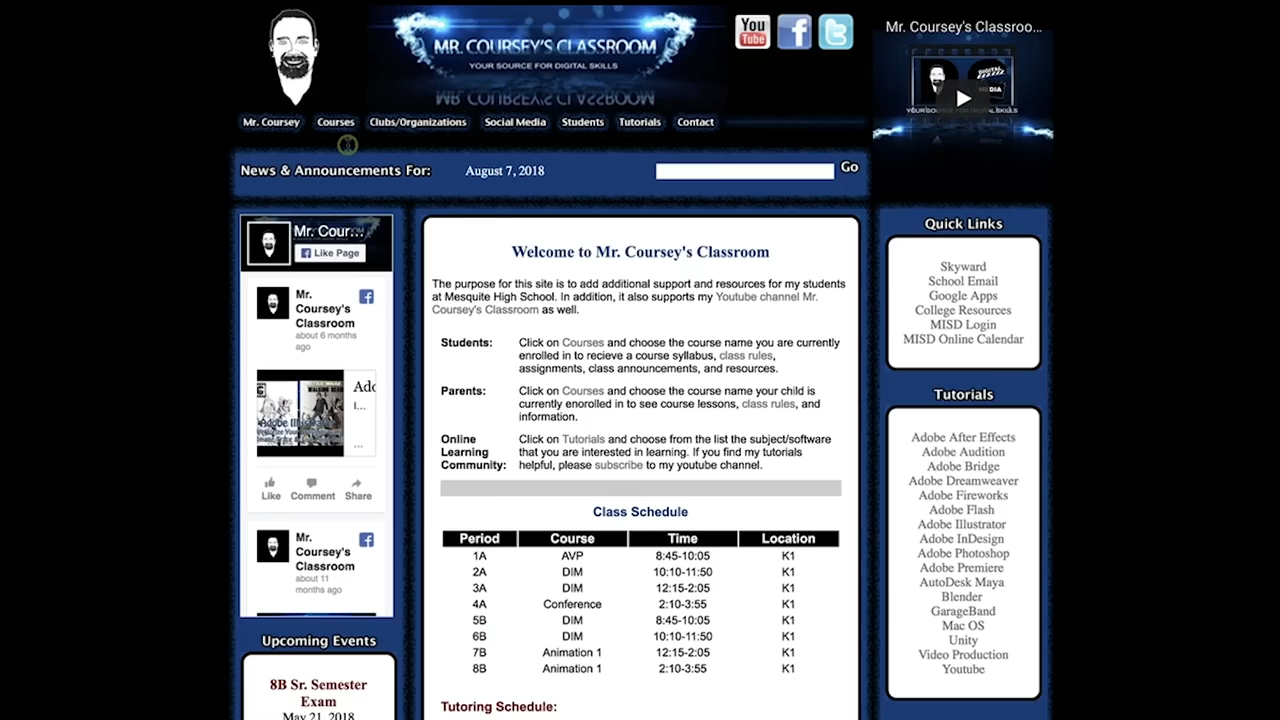 MR. COURSEY'S CLASSROOM
YOUR SOURCE FOR DIGITAL SKILLS
You
Tube
Mr. Coursey's Classroo...
DIGITAL
MEDIA
Mr. Coursey
Courses
Clubs/Organizations
Social Media
Students
Tutorials
Contact
News & Announcements For:
August 7, 2018
Go
Mr. Cour...
Like Page
Mr.
Coursey's
Classroom
about 6 months
ago
Like
Comment
Share
Mr.
Coursey's
Classroom
about 11
months ago
Upcoming Events
8B Sr. Semester
Exam
May 21, 2018
Welcome to Mr. Coursey's Classroom
The purpose for this site is to add additional support and resources for my students
at Mesquite High School. In addition, it also supports my Youtube channel Mr.
Coursey's Classroom as well.
Students: Click on Courses and choose the course name you are currently
enrolled in to recieve a course syllabus, class rules,
assignments, class announcements, and resources.
Parents: Click on Courses and choose the course name your child is
currently enorolled in to see course lessons, class rules, and
information.
Online Click on Tutorials and choose from the list the subject/software
Learning that you are interested in learning. If you find my tutorials
Community: helpful, please subscribe to my youtube channel.
Class Schedule
Period Course Time Location
1A AVP 8:45-10:05 K1
2A DIM 10:10-11:50 K1
3A DIM 12:15-2:05 K1
4A Conference 2:10-3:55 K1
5B DIM 8:45-10:05 K1
6B DIM 10:10-11:50 K1
7B Animation 1 12:15-2:05 K1
8B Animation 1 2:10-3:55 K1
Tutoring Schedule:
Quick Links
Skyward
School Email
Google Apps
College Resources
MISD Login
MISD Online Calendar
Tutorials
Adobe After Effects
Adobe Audition
Adobe Bridge
Adobe Dreamweaver
Adobe Fireworks
Adobe Flash
Adobe Illustrator
Adobe InDesign
Adobe Photoshop
Adobe Premiere
AutoDesk Maya
Blender
GarageBand
Mac OS
Unity
Video Production
Youtube